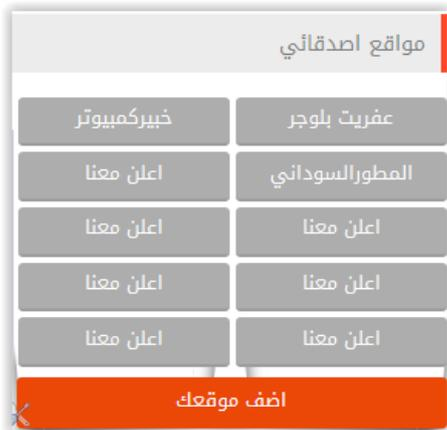 مواقع اصدقائي
عفريت بلوجر
خبيركمبيوتر
المطورالسوداني
اعلن معنا
اعلن معنا
اعلن معنا
اعلن معنا
اعلن معنا
اعلن معنا
اعلن معنا
اضف موقعك